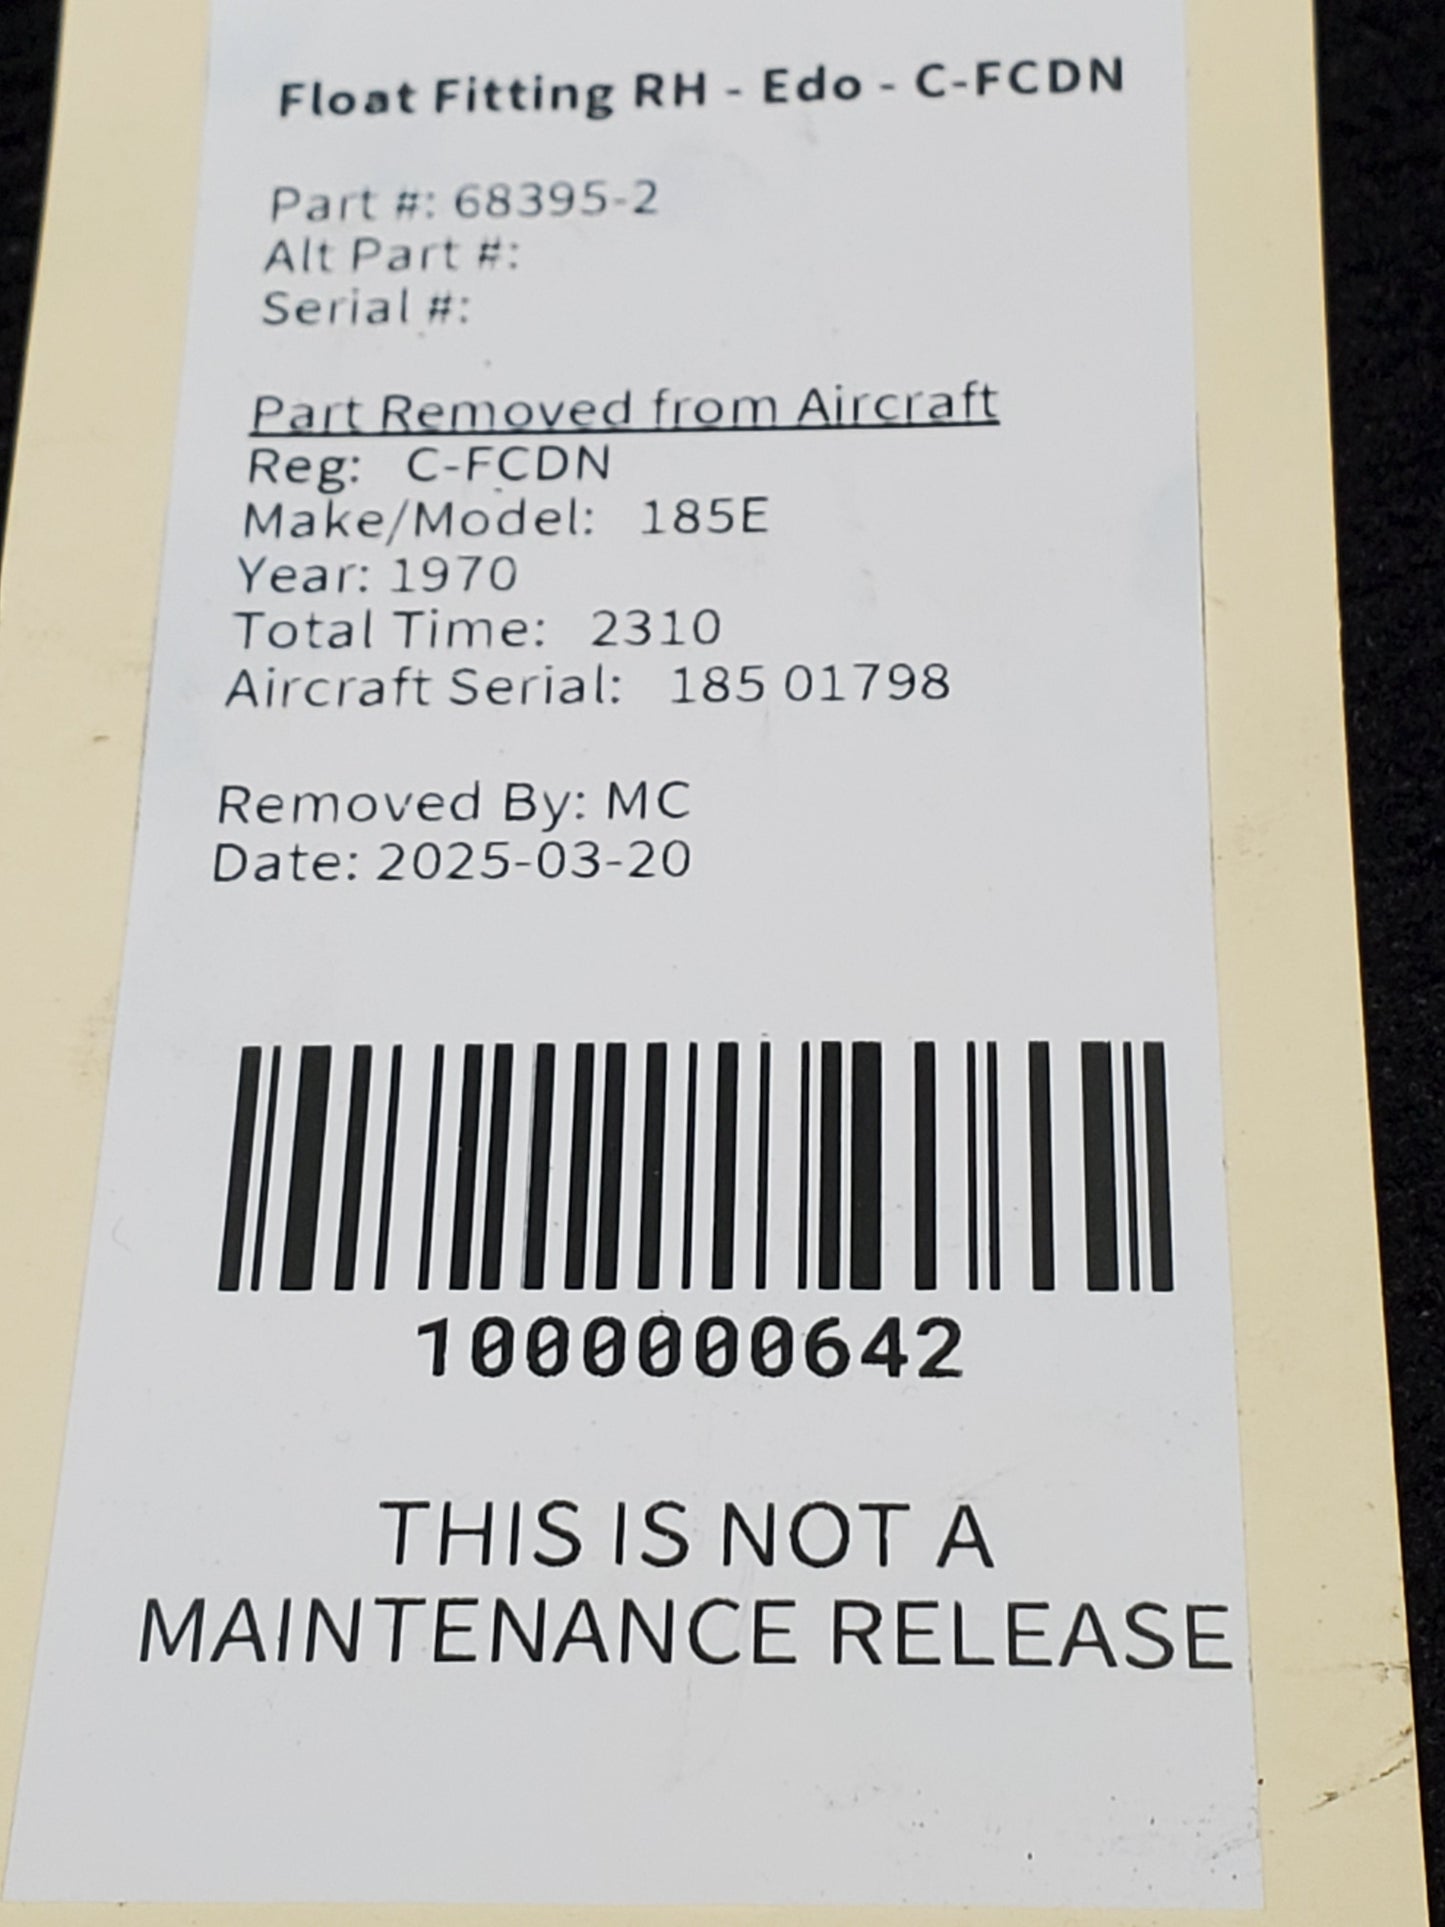 Float Fitting RH - Edo - C-FCDN
Part #: 68395-2
Alt Part #:
Serial #:
Part Removed from Aircraft
Reg: C-FCDN
Make/Model: 185E
Year: 1970
Total Time: 2310
Aircraft Serial: 185 01798
Removed By: MC
Date: 2025-03-20
1000000642
THIS IS NOT A
MAINTENANCE RELEASE